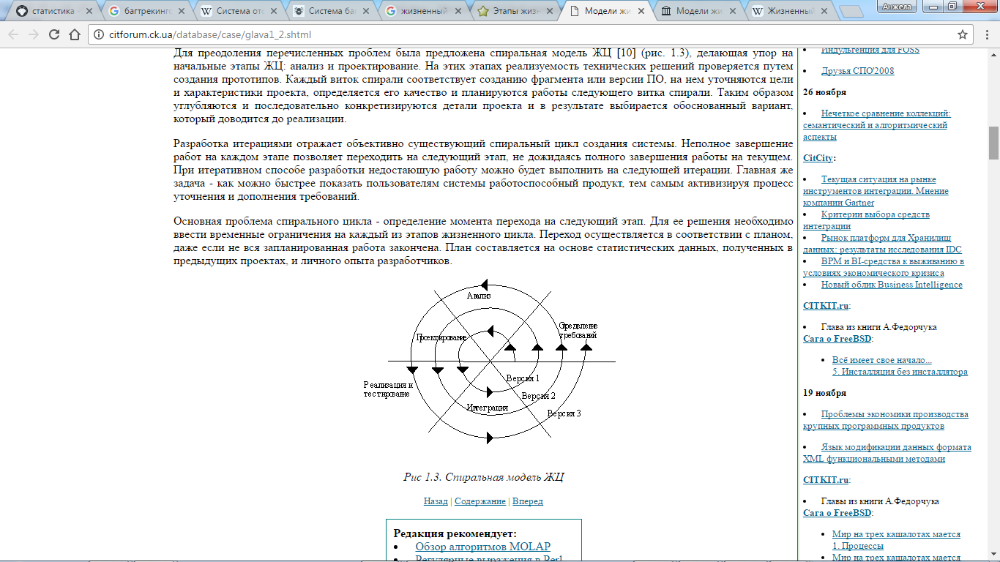 статистика
багтрекинг
Система от
Система баг
жизненный
Этапы жизн
Модели жи
Модели жи
Жизненный
Анжела
citforum.ck.ua/database/case/glava1_2.shtml
Для преодоления перечисленных проблем была предложена спиральная модель ЖЦ [10] (рис. 1.3), делающая упор на
начальные этапы ЖЦ: анализ и проектирование. На этих этапах реализуемость технических решений проверяется путем
создания прототипов. Каждый виток спирали соответствует созданию фрагмента или версии ПО, на нем уточняются цели
и характеристики проекта, определяется его качество и планируются работы следующего витка спирали. Таким образом
углубляются и последовательно конкретизируются детали проекта и в результате выбирается обоснованный вариант,
который доводится до реализации.
Разработка итерациями отражает объективно существующий спиральный цикл создания системы. Неполное завершение
работ на каждом этапе позволяет переходить на следующий этап, не дожидаясь полного завершения работы на текущем.
При итеративном способе разработки недостающую работу можно будет выполнить на следующей итерации. Главная же
задача - как можно быстрее показать пользователям системы работоспособный продукт, тем самым активизируя процесс
уточнения и дополнения требований.
Основная проблема спирального цикла - определение момента перехода на следующий этап. Для ее решения необходимо
ввести временные ограничения на каждый из этапов жизненного цикла. Переход осуществляется в соответствии с планом,
даже если не вся запланированная работа закончена. План составляется на основе статистических данных, полученных в
предыдущих проектах, и личного опыта разработчиков.
Анализ
Определение
требований
Проектирование
Реализация и
тестирование
Версия 1
Версия 2
Интеграция
Версия 3
Рис 1.3. Спиральная модель ЖЦ
Назад | Содержание | Вперед
Редакция рекомендует:
• Обзор алгоритмов MOLAP
• Регулярные выражения в Perl
• Индульгенция для FOSS
• Друзья СПО'2008
26 ноября
• Нечеткое сравнение коллекций:
семантический и алгоритмический
аспекты
CitCity:
• Текущая ситуация на рынке
инструментов интеграции. Мнение
компании Gartner
• Критерии выбора средств
интеграции
• Рынок платформ для Хранилищ
данных: результаты исследования IDC
• BPM и BI-средства к выживанию в
условиях экономического кризиса
• Новый облик Business Intelligence
CITKIT.ru:
• Глава из книги А.Федорчука
Сага о FreeBSD:
• Всё имеет свое начало...
5. Инсталляция без инсталлятора
19 ноября
• Проблемы экономики производства
крупных программных продуктов
• Язык модификации данных формата
XML функциональными методами
CITKIT.ru:
• Главы из книги А.Федорчука
Сага о FreeBSD:
• Мир на трех кашалотах мается
1. Процессы
• Мир на трех кашалотах мается